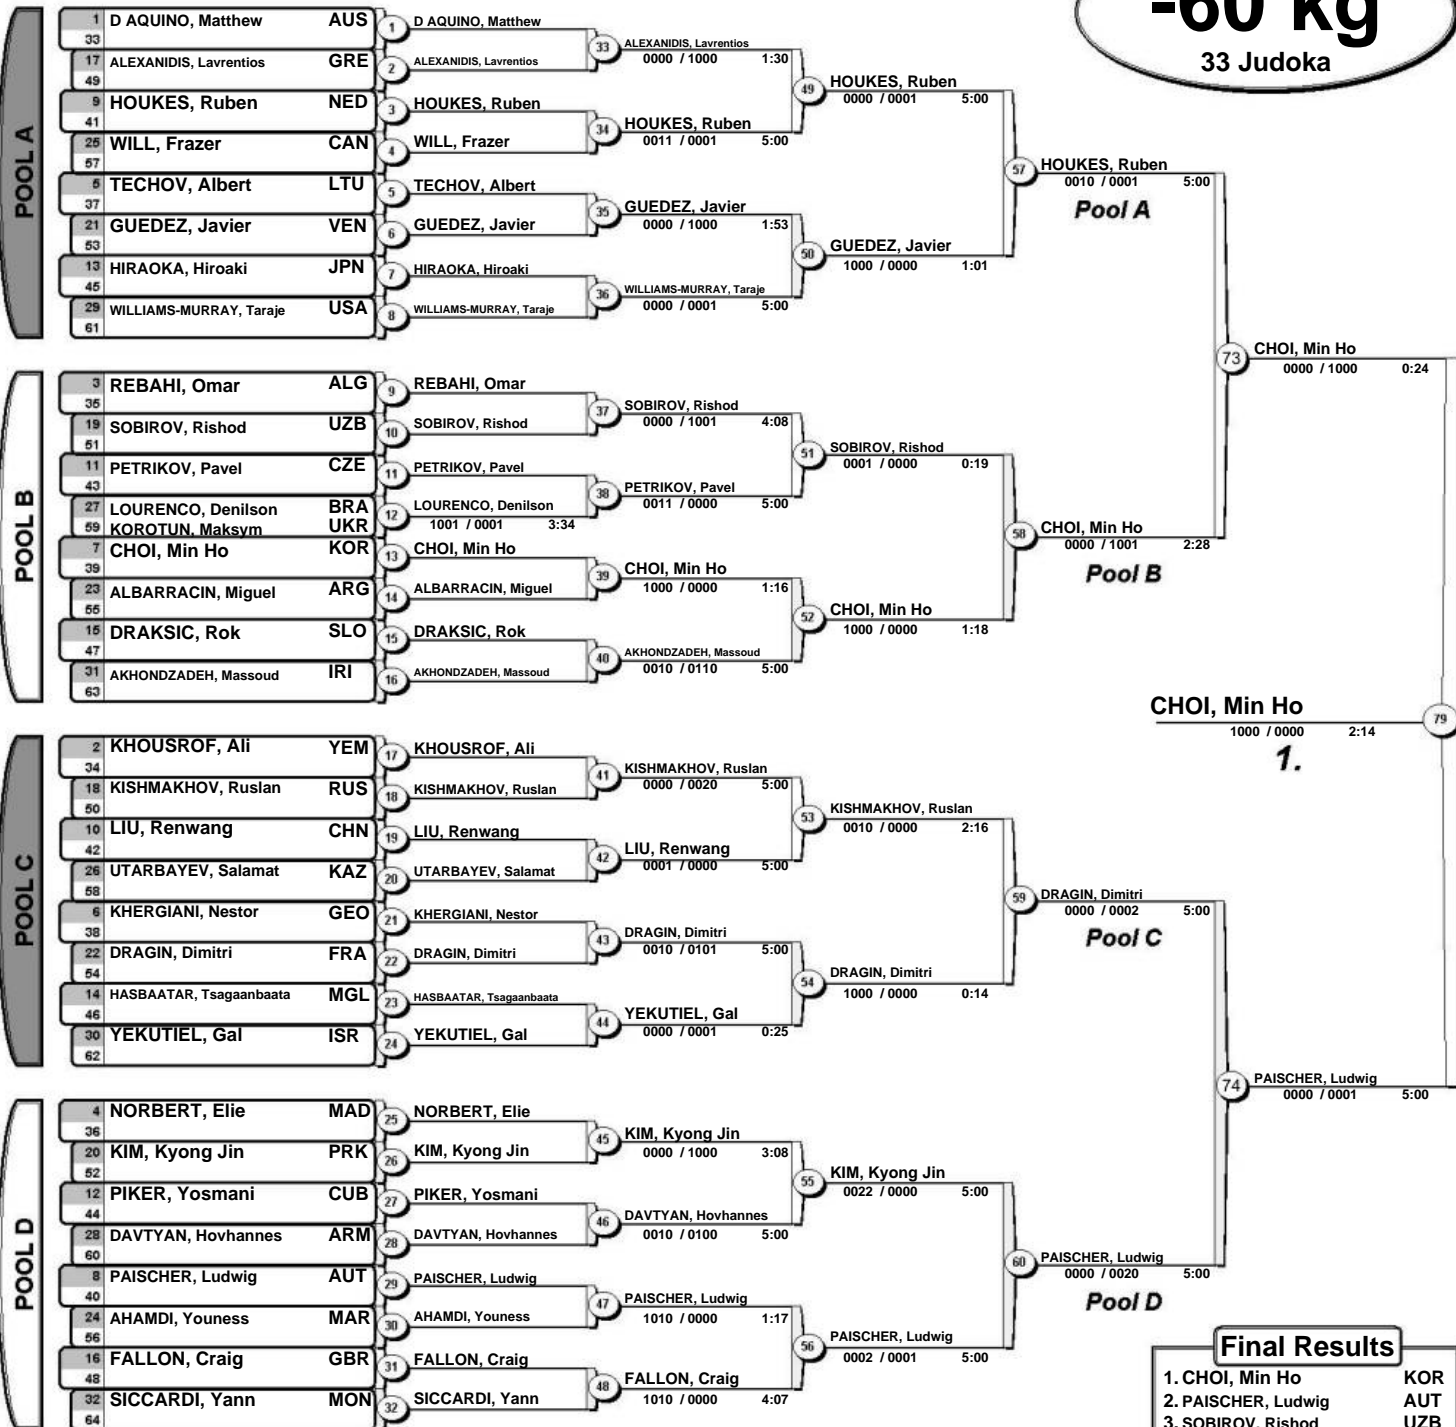 -60 kg
33 Judoka
POOL A
1 D AQUINO, Matthew AUS
33
17 ALEXANIDIS, Lavrentios GRE
49
9 HOUKES, Ruben NED
41
25 WILL, Frazer CAN
57
5 TECHOV, Albert LTU
37
21 GUEDEZ, Javier VEN
53
13 HIRAOKA, Hiroaki JPN
45
29 WILLIAMS-MURRAY, Taraje USA
61
1 D AQUINO, Matthew
2 ALEXANIDIS, Lavrentios
3 HOUKES, Ruben
4 WILL, Frazer
5 TECHOV, Albert
6 GUEDEZ, Javier
7 HIRAOKA, Hiroaki
8 WILLIAMS-MURRAY, Taraje
33 ALEXANIDIS, Lavrentios
0000 / 1000 1:30
34 HOUKES, Ruben
0011 / 0001 5:00
35 GUEDEZ, Javier
0000 / 1000 1:53
36 WILLIAMS-MURRAY, Taraje
0000 / 0001 5:00
49 HOUKES, Ruben
0000 / 0001 5:00
50 GUEDEZ, Javier
1000 / 0000 1:01
57 HOUKES, Ruben
0010 / 0001 5:00
Pool A
POOL B
3 REBAHI, Omar ALG
35
19 SOBIROV, Rishod UZB
51
11 PETRIKOV, Pavel CZE
43
27 LOURENCO, Denilson BRA
59 KOROTUN, Maksym UKR
7 CHOI, Min Ho KOR
39
23 ALBARRACIN, Miguel ARG
55
15 DRAKSIC, Rok SLO
47
31 AKHONDZADEH, Massoud IRI
63
9 REBAHI, Omar
10 SOBIROV, Rishod
11 PETRIKOV, Pavel
12 LOURENCO, Denilson
1001 / 0001 3:34
13 CHOI, Min Ho
14 ALBARRACIN, Miguel
15 DRAKSIC, Rok
16 AKHONDZADEH, Massoud
37 SOBIROV, Rishod
0000 / 1001 4:08
38 PETRIKOV, Pavel
0011 / 0000 5:00
39 CHOI, Min Ho
1000 / 0000 1:16
40 AKHONDZADEH, Massoud
0010 / 0110 5:00
51 SOBIROV, Rishod
0001 / 0000 0:19
52 CHOI, Min Ho
1000 / 0000 1:18
58 CHOI, Min Ho
0000 / 1001 2:28
Pool B
73 CHOI, Min Ho
0000 / 1000 0:24
CHOI, Min Ho 79
1000 / 0000 2:14
1.
POOL C
2 KHOUSROF, Ali YEM
34
18 KISHMAKHOV, Ruslan RUS
50
10 LIU, Renwang CHN
42
26 UTARBAYEV, Salamat KAZ
58
6 KHERGIANI, Nestor GEO
38
22 DRAGIN, Dimitri FRA
54
14 HASBAATAR, Tsagaanbaata MGL
46
30 YEKUTIEL, Gal ISR
62
17 KHOUSROF, Ali
18 KISHMAKHOV, Ruslan
19 LIU, Renwang
20 UTARBAYEV, Salamat
21 KHERGIANI, Nestor
22 DRAGIN, Dimitri
23 HASBAATAR, Tsagaanbaata
24 YEKUTIEL, Gal
41 KISHMAKHOV, Ruslan
0000 / 0020 5:00
42 LIU, Renwang
0001 / 0000 5:00
43 DRAGIN, Dimitri
0010 / 0101 5:00
44 YEKUTIEL, Gal
0000 / 0001 0:25
53 KISHMAKHOV, Ruslan
0010 / 0000 2:16
54 DRAGIN, Dimitri
1000 / 0000 0:14
59 DRAGIN, Dimitri
0000 / 0002 5:00
Pool C
POOL D
4 NORBERT, Elie MAD
36
20 KIM, Kyong Jin PRK
52
12 PIKER, Yosmani CUB
44
28 DAVTYAN, Hovhannes ARM
60
8 PAISCHER, Ludwig AUT
40
24 AHAMDI, Youness MAR
56
16 FALLON, Craig GBR
48
32 SICCARDI, Yann MON
64
25 NORBERT, Elie
26 KIM, Kyong Jin
27 PIKER, Yosmani
28 DAVTYAN, Hovhannes
29 PAISCHER, Ludwig
30 AHAMDI, Youness
31 FALLON, Craig
32 SICCARDI, Yann
45 KIM, Kyong Jin
0000 / 1000 3:08
46 DAVTYAN, Hovhannes
0010 / 0100 5:00
47 PAISCHER, Ludwig
1010 / 0000 1:17
48 FALLON, Craig
1010 / 0000 4:07
55 KIM, Kyong Jin
0022 / 0000 5:00
56 PAISCHER, Ludwig
0002 / 0001 5:00
60 PAISCHER, Ludwig
0000 / 0020 5:00
Pool D
74 PAISCHER, Ludwig
0000 / 0001 5:00
Final Results
1. CHOI, Min Ho KOR
2. PAISCHER, Ludwig AUT
3. SOBIROV, Rishod UZB